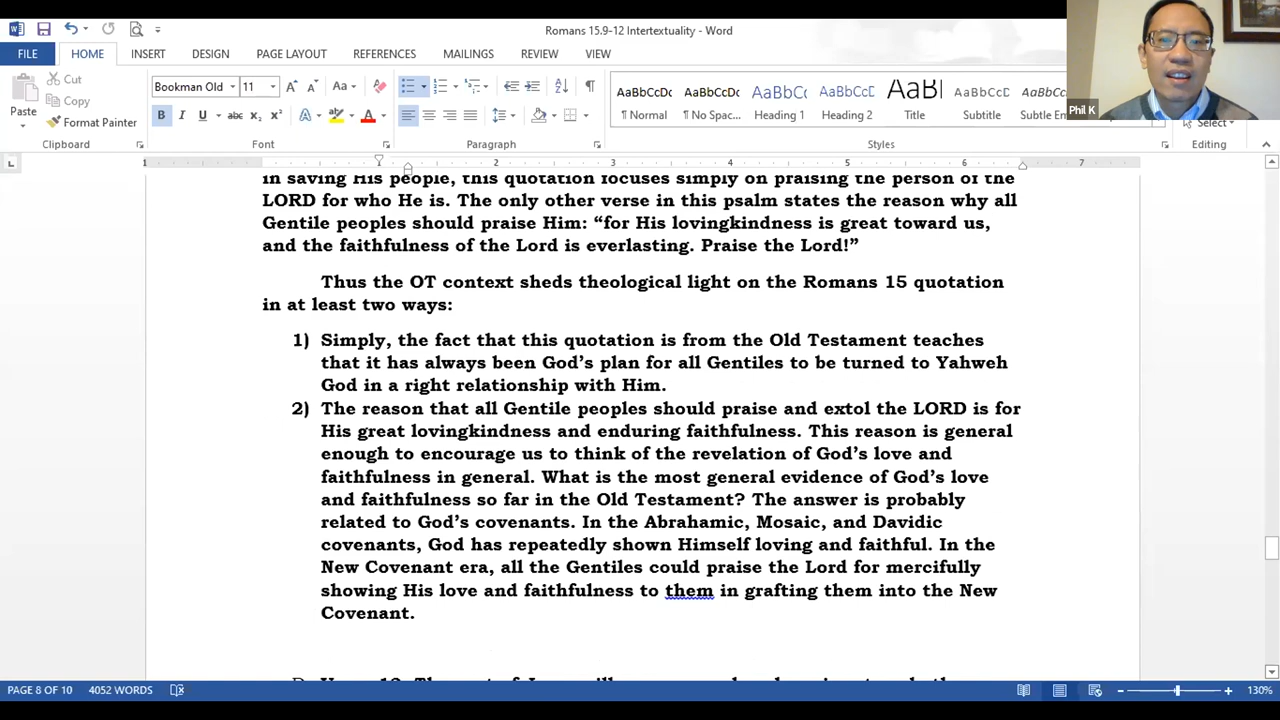 Romans 15.9-12 Intertextuality - Word
FILE HOME INSERT DESIGN PAGE LAYOUT REFERENCES MAILINGS REVIEW VIEW
Paste
Cut
Copy
Format Painter
Bookman Old 11
AaBbCcDc AaBbCcDc AaBbCc AaBbCcD AaBl AaBbCcD
¶ Normal ¶ No Spac... Heading Heading 2 Title Subtitle Subtle Em
Select
Clipboard Font Paragraph Styles Editing
Phil K
1 1 2 3 4 5 6 7
in saving His people, this quotation focuses simply on praising the person of the
LORD for who He is. The only other verse in this psalm states the reason why all
Gentile peoples should praise Him: “for His lovingkindness is great toward us,
and the faithfulness of the Lord is everlasting. Praise the Lord!”
Thus the OT context sheds theological light on the Romans 15 quotation
in at least two ways:
1) Simply, the fact that this quotation is from the Old Testament teaches
that it has always been God’s plan for all Gentiles to be turned to Yahweh
God in a right relationship with Him.
2) The reason that all Gentile peoples should praise and extol the LORD is for
His great lovingkindness and enduring faithfulness. This reason is general
enough to encourage us to think of the revelation of God’s love and
faithfulness in general. What is the most general evidence of God’s love
and faithfulness so far in the Old Testament? The answer is probably
related to God’s covenants. In the Abrahamic, Mosaic, and Davidic
covenants, God has repeatedly shown Himself loving and faithful. In the
New Covenant era, all the Gentiles could praise the Lord for mercifully
showing His love and faithfulness to them in grafting them into the New
Covenant.
PAGE 8 OF 10 4052 WORDS 130%